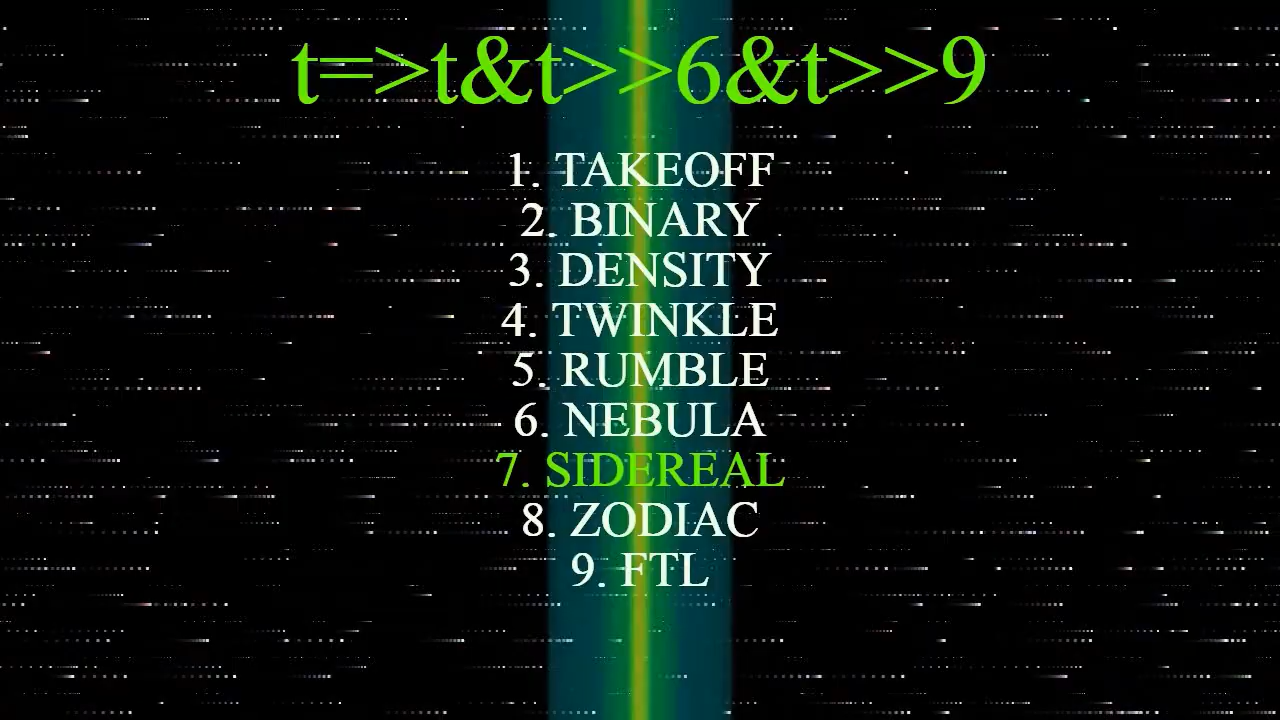 t=>t&t>>6&t>>9
1. TAKEOFF
2. BINARY
3. DENSITY
4. TWINKLE
5. RUMBLE
6. NEBULA
7. SIDEREAL
8. ZODIAC
9. FTL